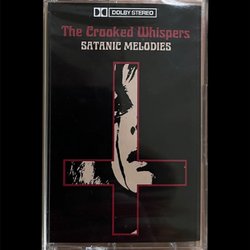 DOLBY STEREO
The Crooked Whispers
SATANIC MELODIES